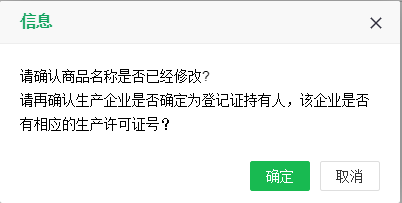 信息
请确认商品名称是否已经修改?
请再确认生产企业是否确定为登记证持有人，该企业是否
有相应的生产许可证号？
确定
取消